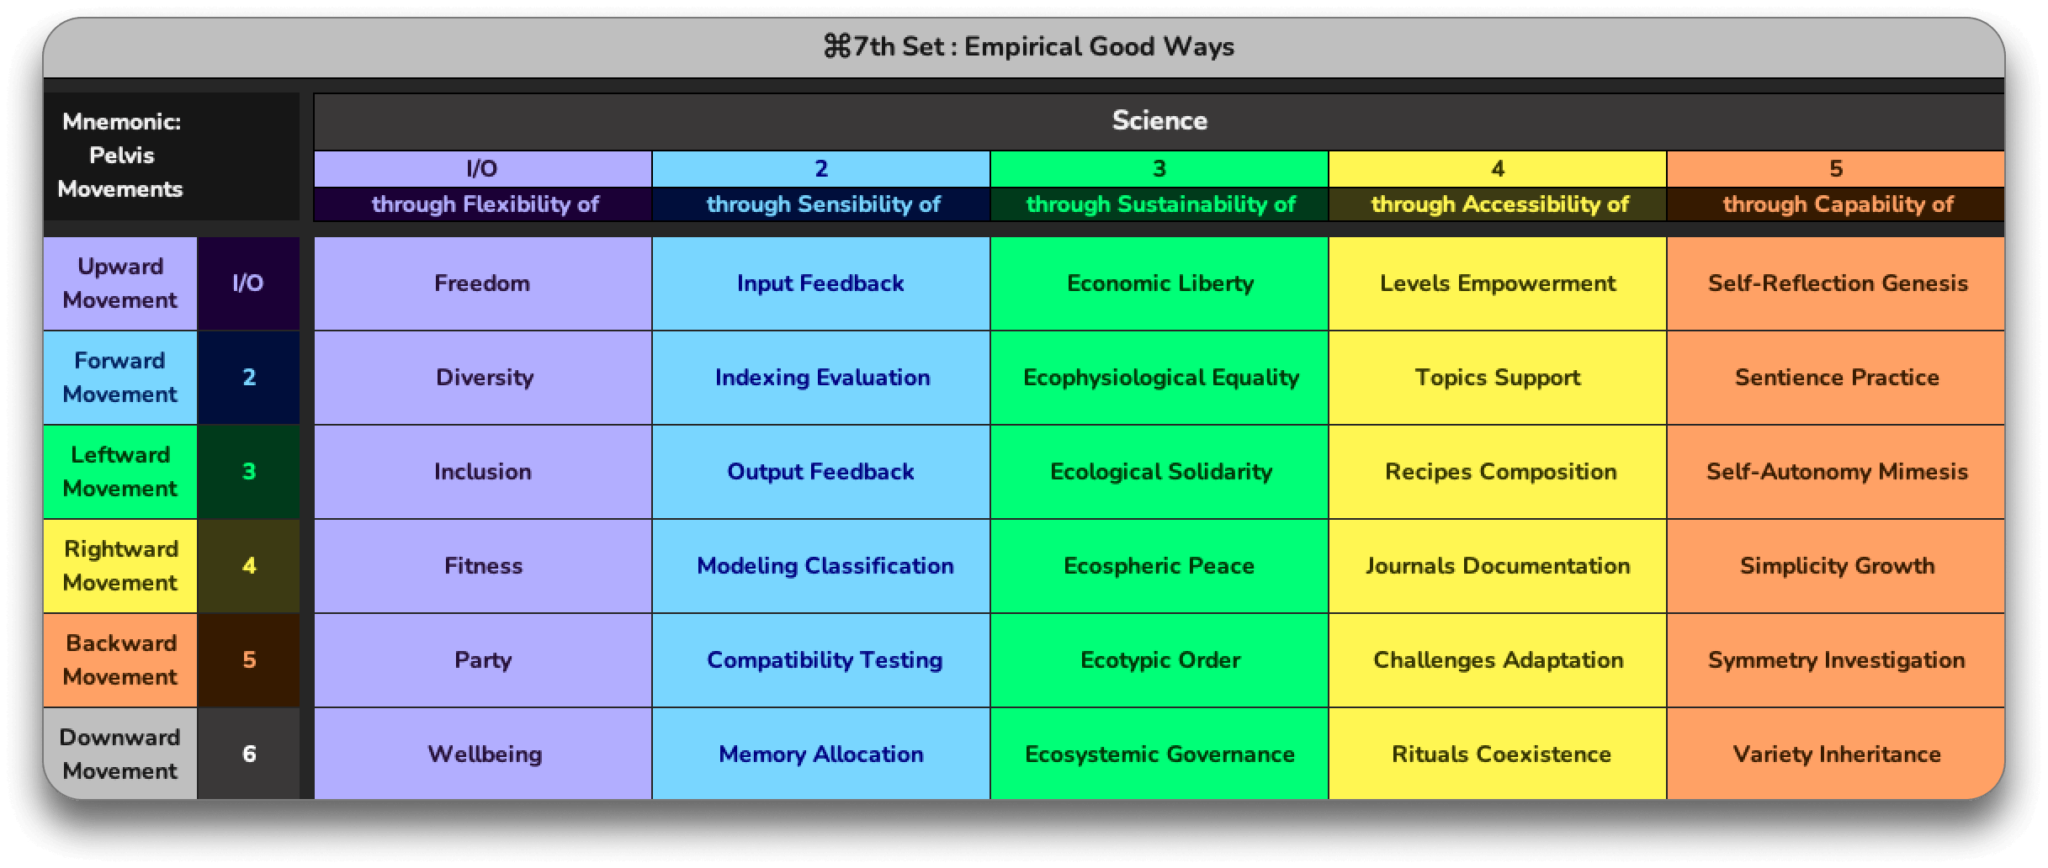 ⌘7th Set : Empirical Good Ways
Mnemonic:
Pelvis
Movements
Science
I/O 2 3 4 5
through Flexibility of through Sensibility of through Sustainability of through Accessibility of through Capability of
Upward
Movement
I/O Freedom Input Feedback Economic Liberty Levels Empowerment Self-Reflection Genesis
Forward
Movement
2 Diversity Indexing Evaluation Ecophysiological Equality Topics Support Sentience Practice
Leftward
Movement
3 Inclusion Output Feedback Ecological Solidarity Recipes Composition Self-Autonomy Mimesis
Rightward
Movement
4 Fitness Modeling Classification Ecospheric Peace Journals Documentation Simplicity Growth
Backward
Movement
5 Party Compatibility Testing Ecotypic Order Challenges Adaptation Symmetry Investigation
Downward
Movement
6 Wellbeing Memory Allocation Ecosystemic Governance Rituals Coexistence Variety Inheritance